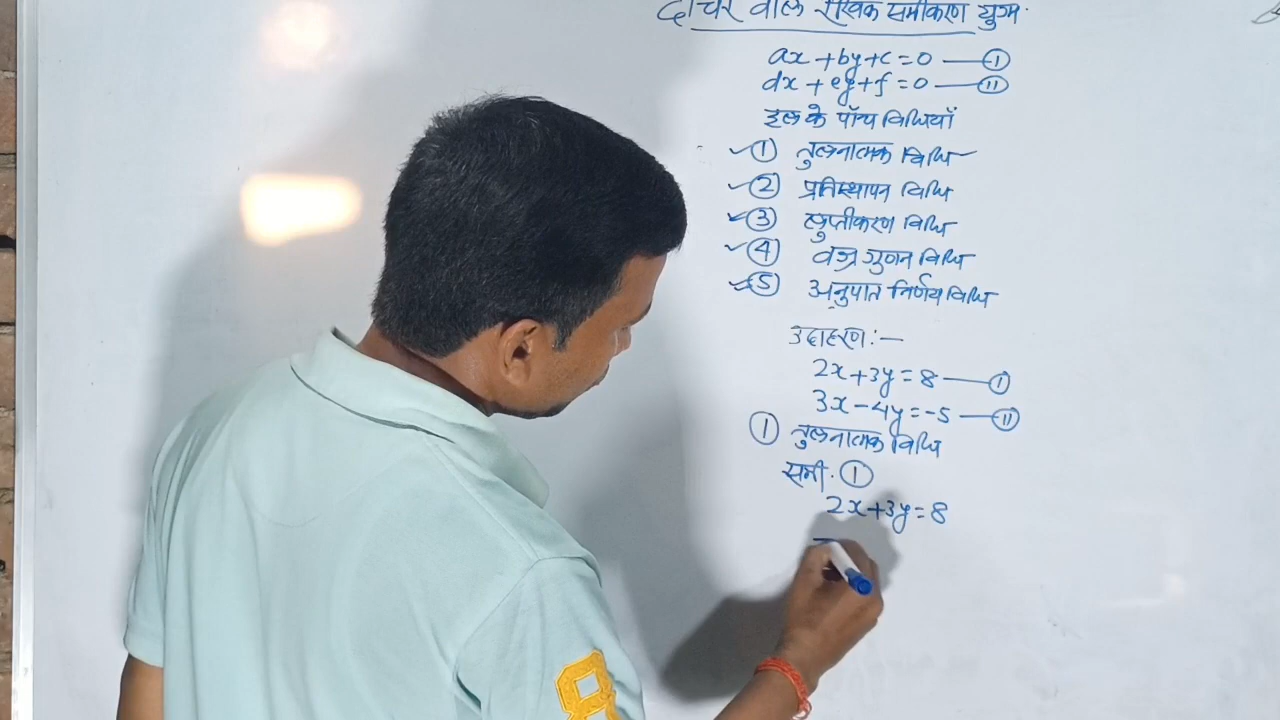 दो चर वाले रैखिक समीकरण युग्म
ax + by + c = 0 — I
dx + ey + f = 0 — II
हल के पाँच विधियाँ
① तुलनात्मक विधि
② प्रतिस्थापन विधि
③ लुप्तीकरण विधि
④ वज्र गुणन विधि
⑤ अनुपात निर्णय विधि
उदाहरण:—
2x + 3y = 8 — I
3x - 4y = -5 — II
① तुलनात्मक विधि
समी. ①
2x + 3y = 8
8